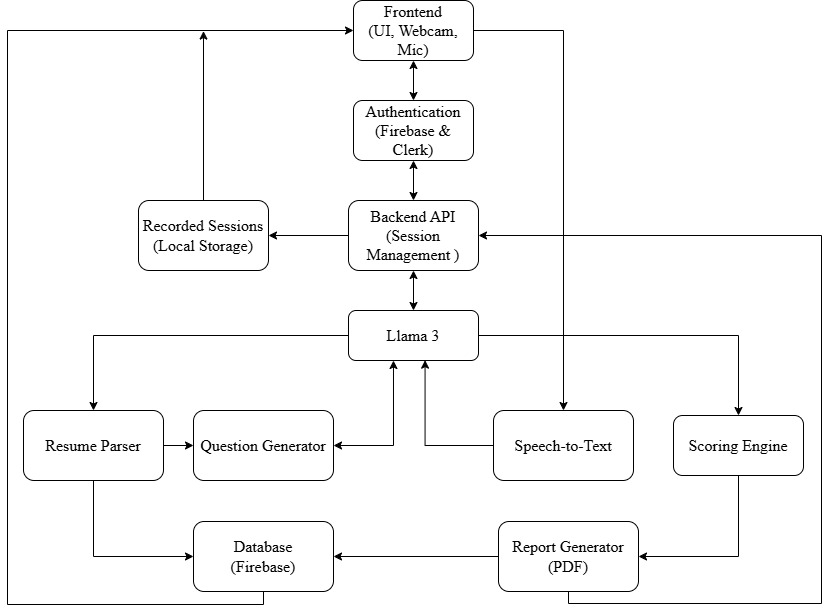 Frontend
(UI, Webcam,
Mic)
Authentication
(Firebase &
Clerk)
Recorded Sessions
(Local Storage)
Backend API
(Session
Management )
Llama 3
Resume Parser
Question Generator
Speech-to-Text
Scoring Engine
Database
(Firebase)
Report Generator
(PDF)